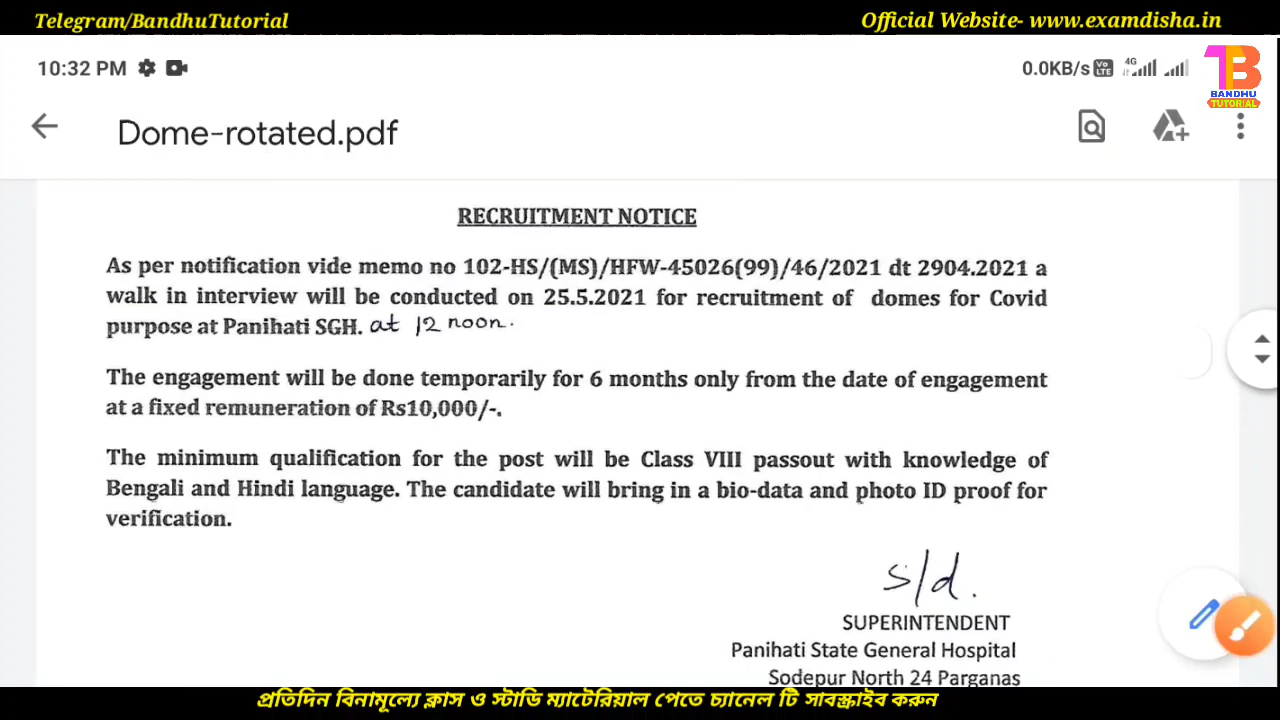 Telegram/BandhuTutorial
Official Website- www.examdisha.in
10:32 PM
0.0KB/s Vo LTE 4G
TB
BANDHU
TUTORIAL
Dome-rotated.pdf
RECRUITMENT NOTICE
As per notification vide memo no 102-HS/(MS)/HFW-45026(99)/46/2021 dt 2904.2021 a
walk in interview will be conducted on 25.5.2021 for recruitment of domes for Covid
purpose at Panihati SGH. at 12 noon.
The engagement will be done temporarily for 6 months only from the date of engagement
at a fixed remuneration of Rs10,000/-.
The minimum qualification for the post will be Class VIII passout with knowledge of
Bengali and Hindi language. The candidate will bring in a bio-data and photo ID proof for
verification.
s/d.
SUPERINTENDENT
Panihati State General Hospital
Sodepur North 24 Parganas
প্রতিদিন বিনামূল্যে ক্লাস ও স্টাডি ম্যাটেরিয়াল পেতে চ্যানেল টি সাবস্ক্রাইব করুন